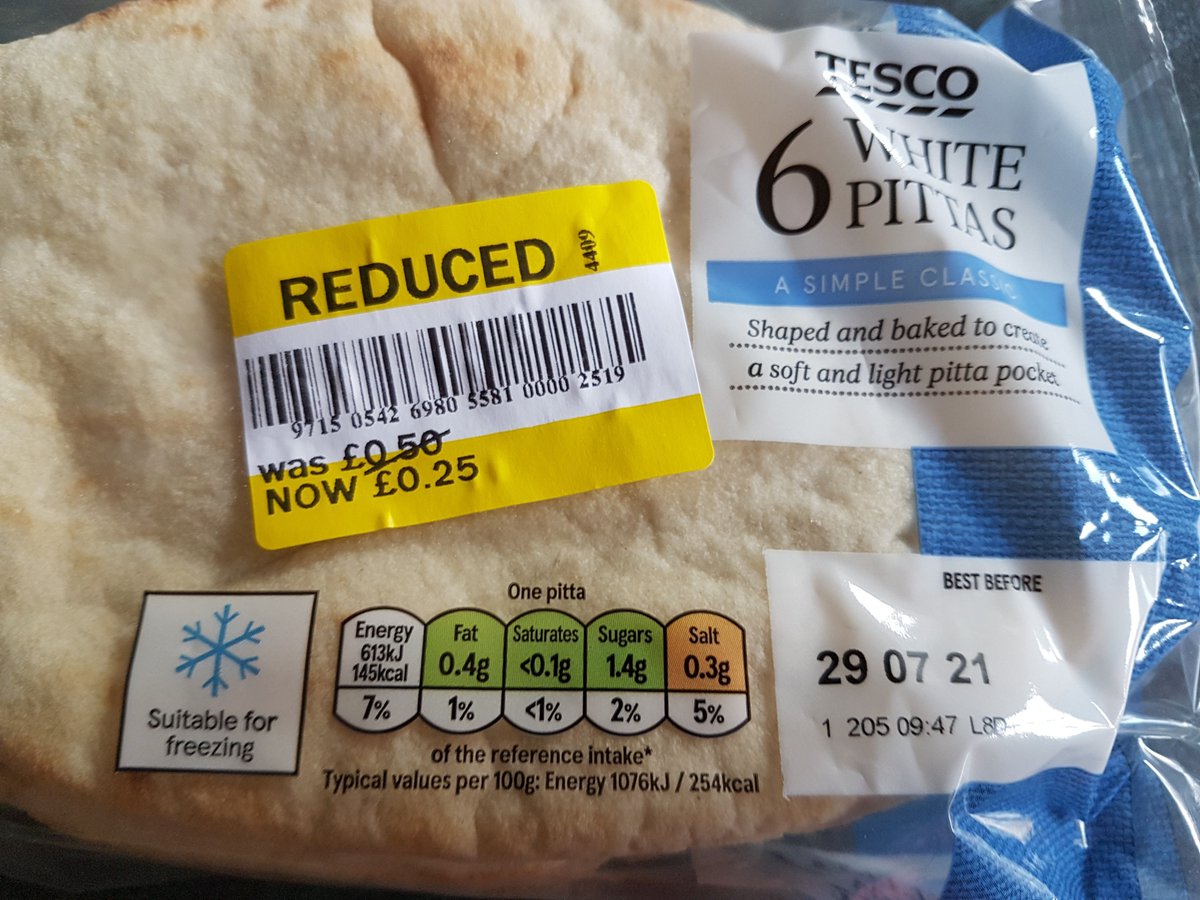 TESCO
6 WHITE
PITTAS
A SIMPLE CLASSIC
Shaped and baked to create
a soft and light pitta pocket
REDUCED
4409
9715 0542 6980 5581 0000 2519
was £0.50
NOW £0.25
Suitable for
freezing
One pitta
Energy
613kJ
145kcal
7%
Fat
0.4g
1%
Saturates
<0.1g
<1%
Sugars
1.4g
2%
Salt
0.3g
5%
of the reference intake*
Typical values per 100g: Energy 1076kJ / 254kcal
BEST BEFORE
29 07 21
1 205 09:47